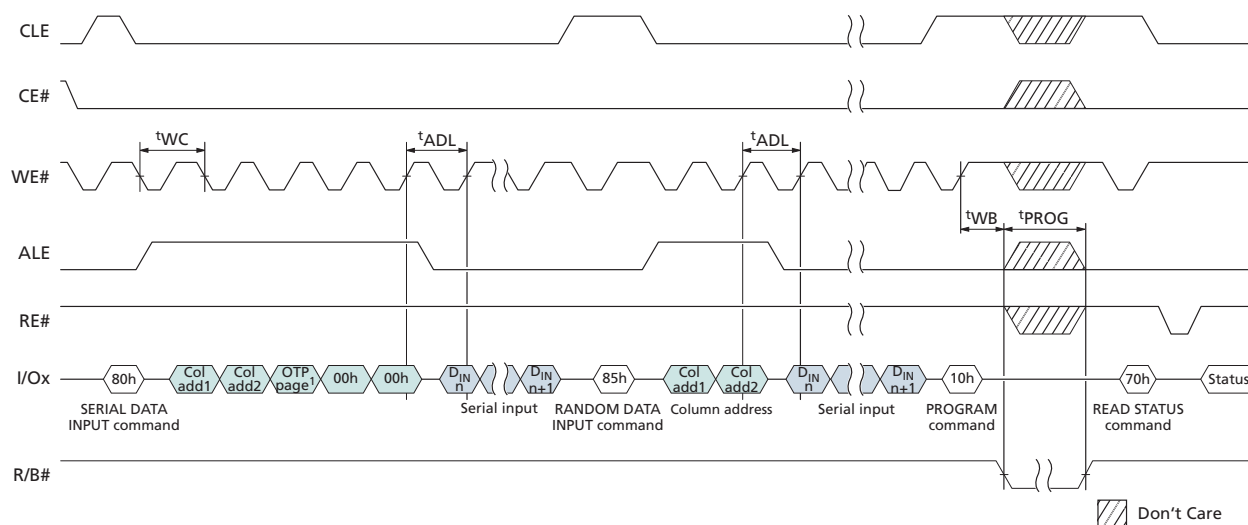 CLE
CE#
tWC
tADL
tADL
WE#
tWB
tPROG
ALE
RE#
I/Ox
80h
Col add1
Col add2
OTP page1
00h
00h
DIN n
DIN n+1
85h
Col add1
Col add2
DIN n
DIN n+1
10h
70h
Status
SERIAL DATA
INPUT command
Serial input
RANDOM DATA
INPUT command
Column address
Serial input
PROGRAM
command
READ STATUS
command
R/B#
Don't Care